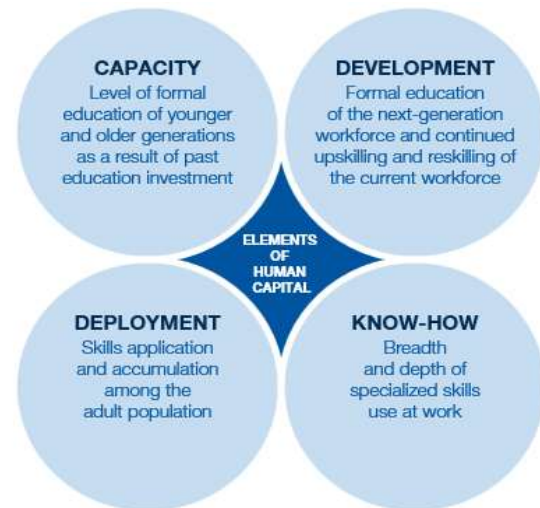 CAPACITY
Level of formal
education of younger
and older generations
as a result of past
education investment
DEVELOPMENT
Formal education
of the next-generation
workforce and continued
upskilling and reskilling of
the current workforce
ELEMENTS
OF
HUMAN
CAPITAL
DEPLOYMENT
Skills application
and accumulation
among the
adult population
KNOW-HOW
Breadth
and depth of
specialized skills
use at work